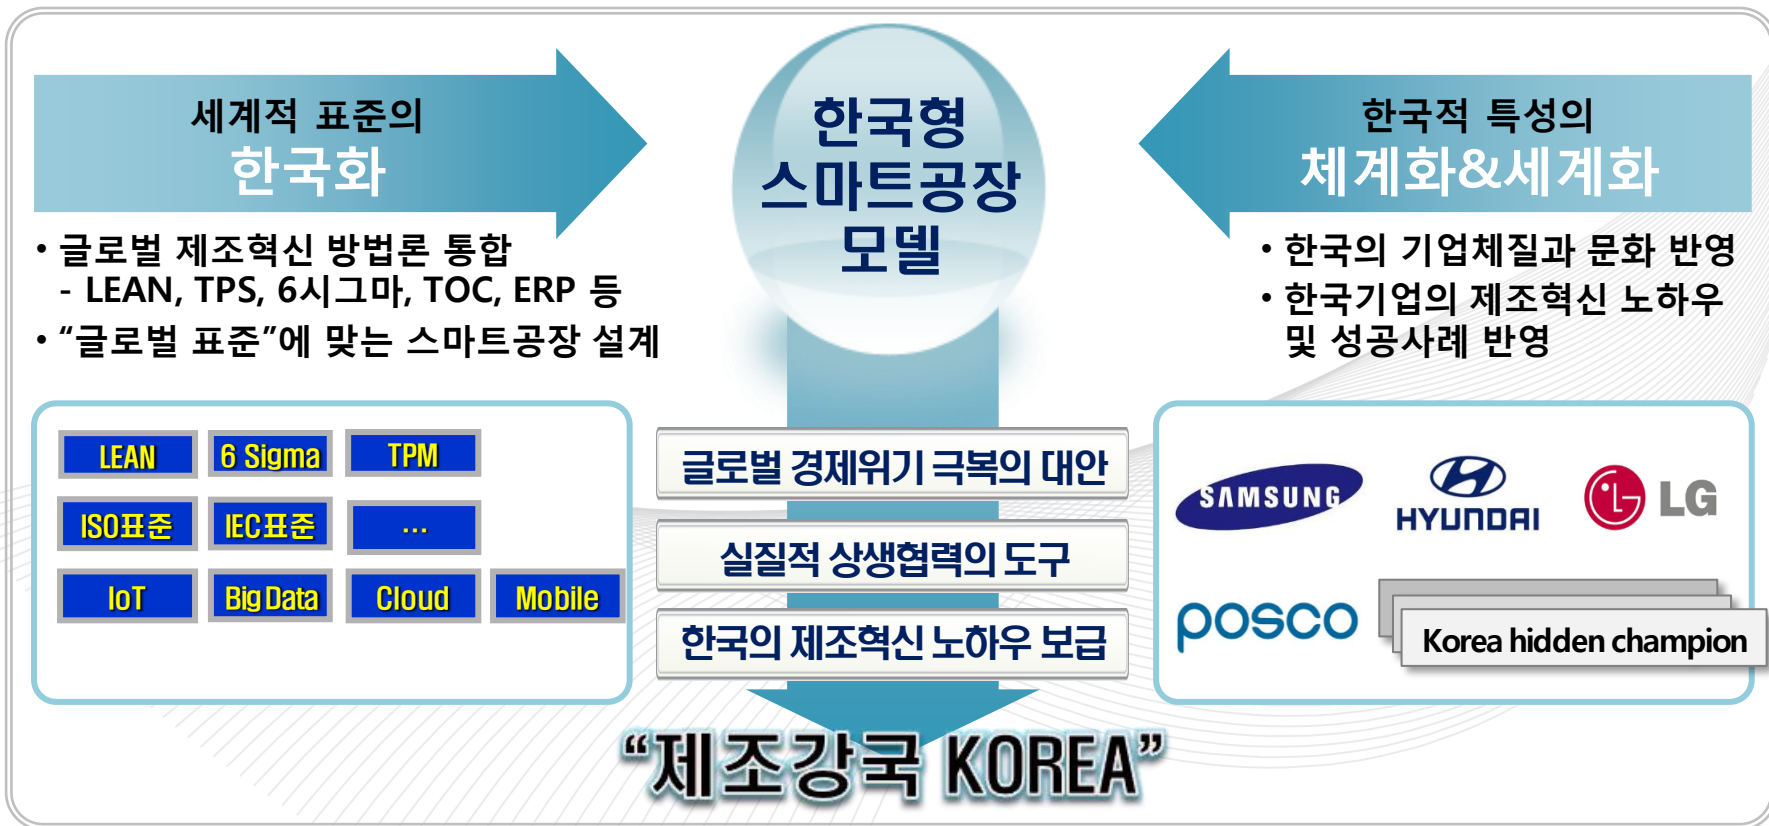 세계적 표준의
한국화
• 글로벌 제조혁신 방법론 통합
- LEAN, TPS, 6시그마, TOC, ERP 등
• “글로벌 표준”에 맞는 스마트공장 설계
LEAN
6 Sigma
TPM
ISO표준
IEC표준
...
IoT
Big Data
Cloud
Mobile
한국형
스마트공장
모델
글로벌 경제위기 극복의 대안
실질적 상생협력의 도구
한국의 제조혁신 노하우 보급
“제조강국 KOREA”
한국적 특성의
체계화&세계화
• 한국의 기업체질과 문화 반영
• 한국기업의 제조혁신 노하우
및 성공사례 반영
SAMSUNG
HYUNDAI
LG
posco
Korea hidden champion